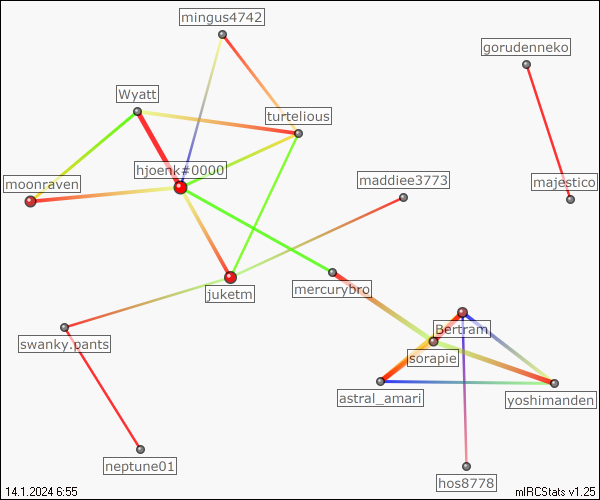 mingus4742
gorudenneko
Wyatt
turtelious
hjoenk#0000
moonraven
maddiee3773
majestico
juketm
mercurybro
Bertram
swanky.pants
sorapie
astral_amari
yoshimanden
neptune01
hos8778
14.1.2024 6:55
mIRCStats v1.25